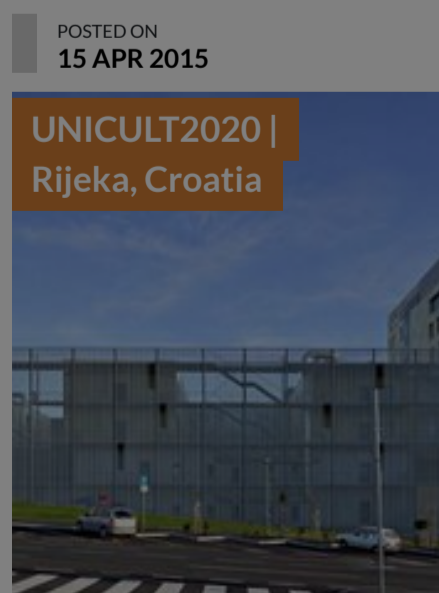 POSTED ON
15 APR 2015
UNICULT2020 |
Rijeka, Croatia